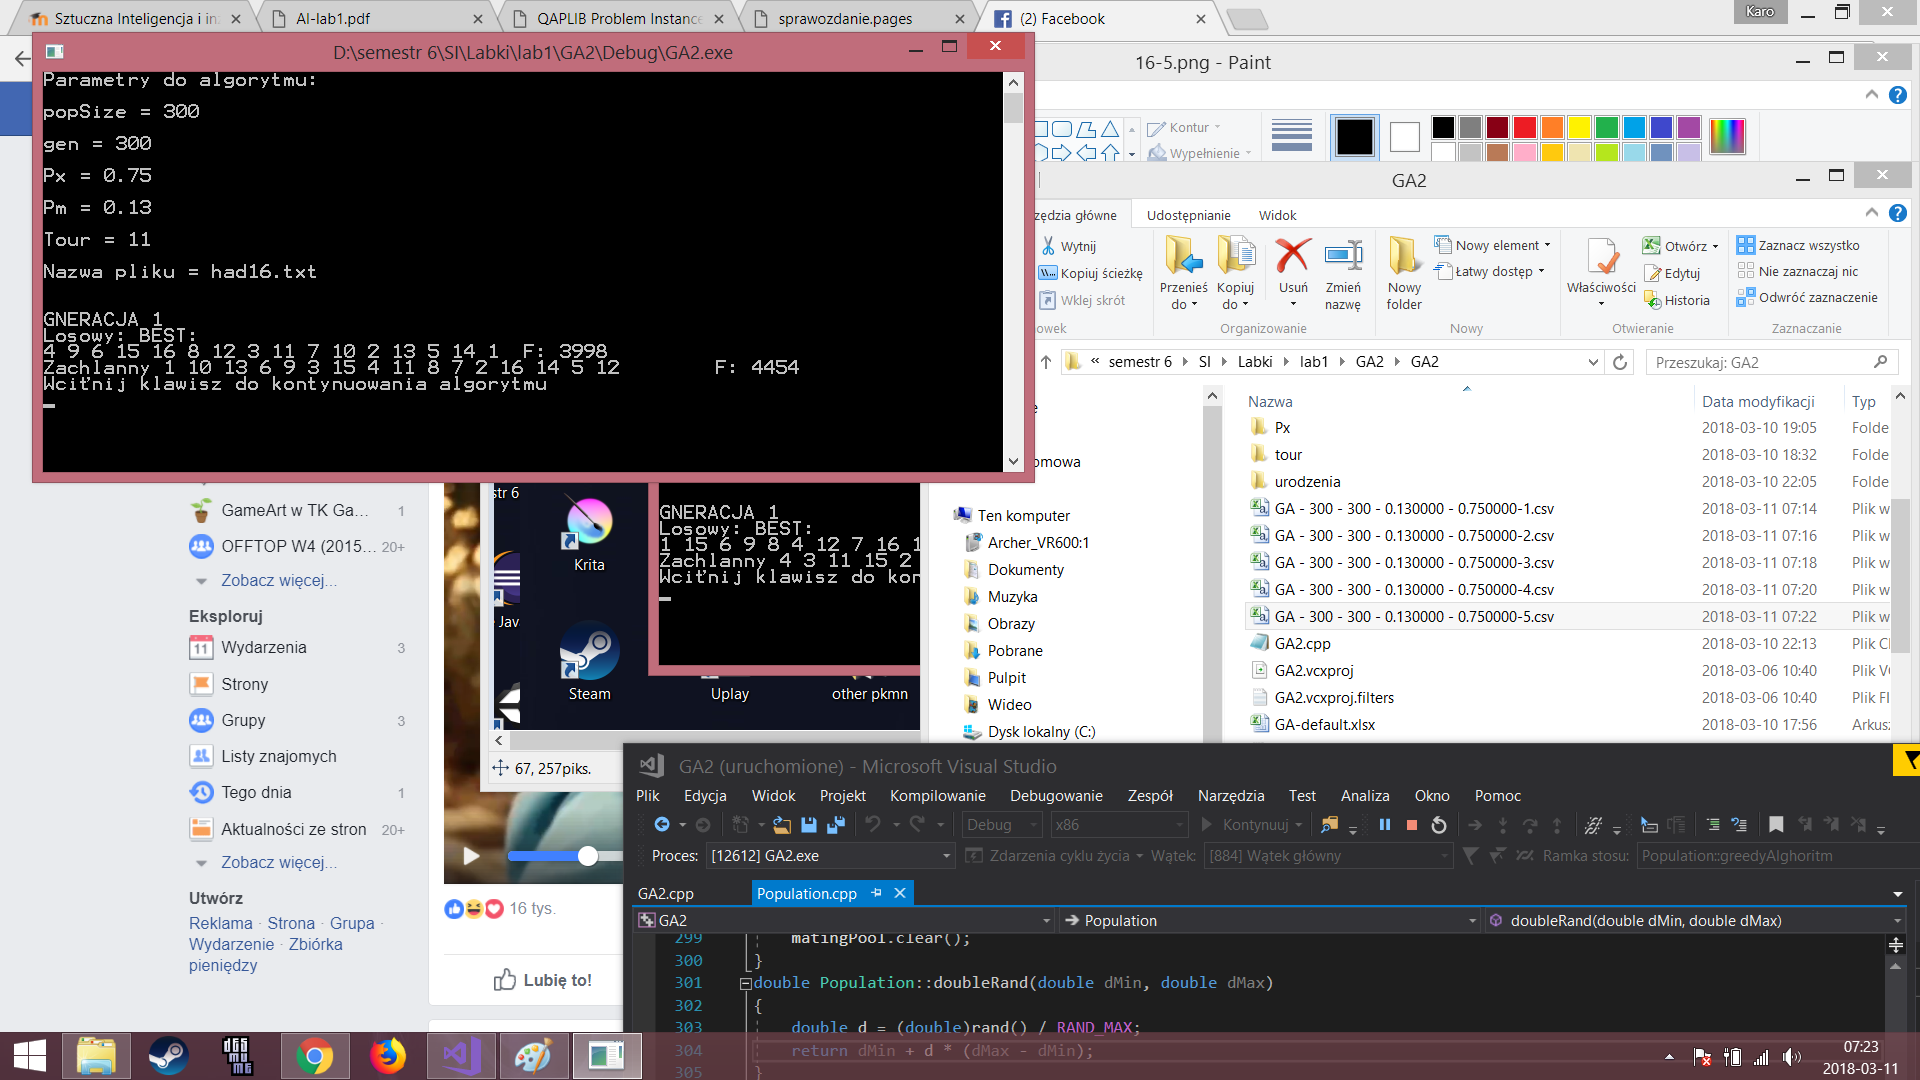 Sztuczna Inteligencja i in
AI-lab1.pdf
QAPLIB Problem Instance
sprawozdanie.pages
(2) Facebook
Karo
D:\semestr 6\SI\Labki\lab1\GA2\Debug\GA2.exe
Parametry do algorytmu:
popSize = 300
gen = 300
Px = 0.75
Pm = 0.13
Tour = 11
Nazwa pliku = had16.txt
GNERACJA 1
Losowy: BEST:
4 9 6 15 16 8 12 3 11 7 10 2 13 5 14 1  F: 3998
Zachlanny 1 10 13 6 9 3 15 4 11 8 7 2 16 14 5 12        F: 4454
Wciťnij klawisz do kontynuowania algorytmu
16-5.png - Paint
Kontur
Wypełnienie
GA2
zędzia główne
Udostępnianie
Widok
Wytnij
Kopiuj ścieżkę
Wklej skrót
Przenieś do
Kopiuj do
Usuń
Zmień nazwę
Organizowanie
Nowy folder
Nowy element
Łatwy dostęp
Nowy
Właściwości
Otwórz
Edytuj
Historia
Otwieranie
Zaznacz wszystko
Nie zaznaczaj nic
Odwróć zaznaczenie
Zaznaczanie
« semestr 6
SI
Labki
lab1
GA2
GA2
Przeszukaj: GA2
Nazwa
Data modyfikacji
Typ
Px 2018-03-10 19:05 Folde
tour 2018-03-10 18:32 Folde
urodzenia 2018-03-10 22:05 Folde
GA - 300 - 300 - 0.130000 - 0.750000-1.csv 2018-03-11 07:14 Plik w
GA - 300 - 300 - 0.130000 - 0.750000-2.csv 2018-03-11 07:16 Plik w
GA - 300 - 300 - 0.130000 - 0.750000-3.csv 2018-03-11 07:18 Plik w
GA - 300 - 300 - 0.130000 - 0.750000-4.csv 2018-03-11 07:20 Plik w
GA - 300 - 300 - 0.130000 - 0.750000-5.csv 2018-03-11 07:22 Plik w
GA2.cpp 2018-03-10 22:13 Plik C
GA2.vcxproj 2018-03-06 10:40 Plik V
GA2.vcxproj.filters 2018-03-06 10:40 Plik FI
GA-default.xlsx 2018-03-10 17:56 Arkusz
omowa
Ten komputer
Archer_VR600:1
Dokumenty
Muzyka
Obrazy
Pobrane
Pulpit
Wideo
Dysk lokalny (C:)
GameArt w TK Ga... 1
OFFTOP W4 (2015... 20+
Zobacz więcej...
Eksploruj
Wydarzenia 3
Strony
Grupy 3
Listy znajomych
Tego dnia 1
Aktualności ze stron 20+
Zobacz więcej...
Utwórz
Reklama · Strona · Grupa ·
Wydarzenie · Zbiórka
pieniędzy
str 6
Krita
Java
Steam
Uplay
other pkmn
GNERACJA 1
Losowy: BEST:
1 15 6 9 8 4 12 7 16 1
Zachlanny 4 3 11 15 2
Wciťnij klawisz do kon
67, 257piks.
16 tys.
Lubię to!
GA2 (uruchomione) - Microsoft Visual Studio
Plik
Edycja
Widok
Projekt
Kompilowanie
Debugowanie
Zespół
Narzędzia
Test
Analiza
Okno
Pomoc
Debug
x86
Kontynuuj
Proces:
[12612] GA2.exe
Zdarzenia cyklu życia
Wątek:
[884] Wątek główny
Ramka stosu:
Population::greedyAlghoritm
GA2.cpp
Population.cpp
GA2
Population
doubleRand(double dMin, double dMax)
299 matingPool.clear();
300 }
301 double Population::doubleRand(double dMin, double dMax)
302 {
303 double d = (double)rand() / RAND_MAX;
304 return dMin + d * (dMax - dMin);
305 }
07:23
2018-03-11